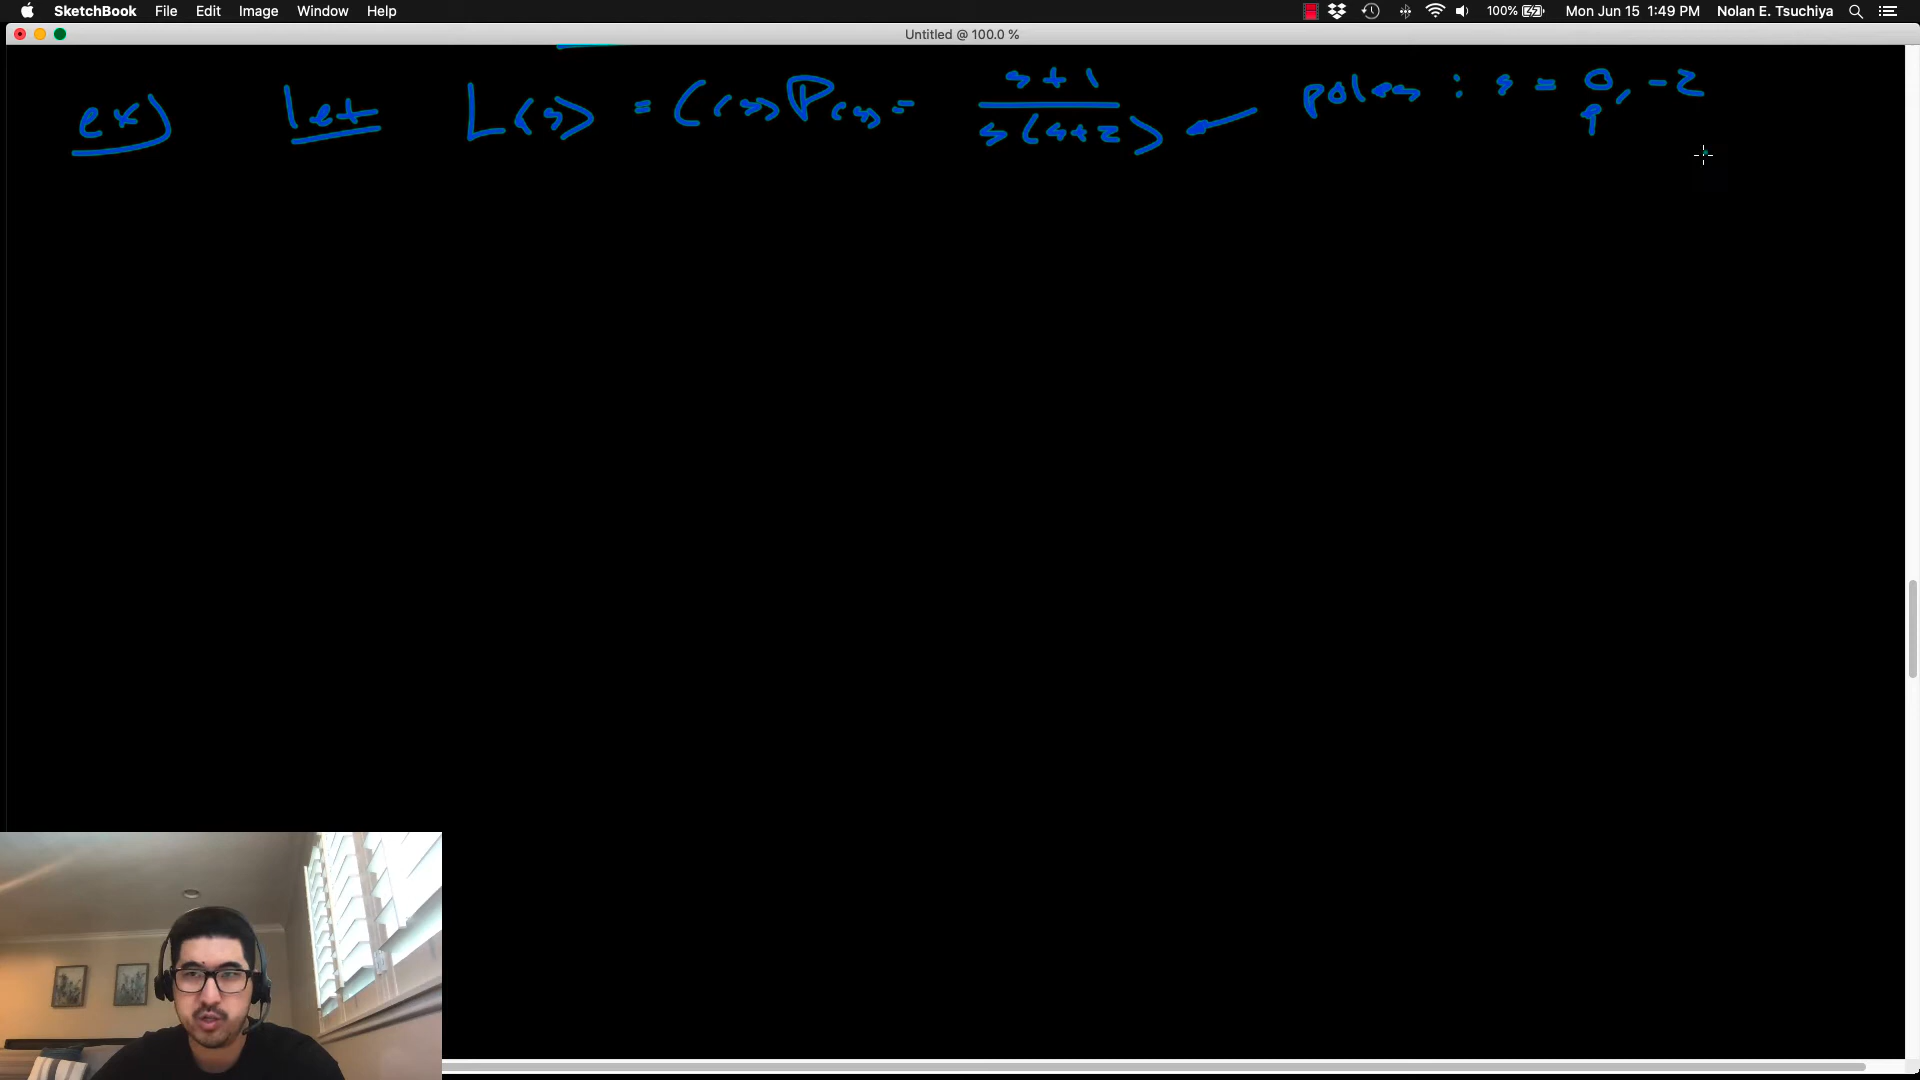 SketchBook File Edit Image Window Help 100% Mon Jun 15 1:49 PM Nolan E. Tsuchiya
Untitled @ 100.0 %
ex) let L(s) = C(s)P(s) = s+1 / s(s+2) poles : s = 0, -2